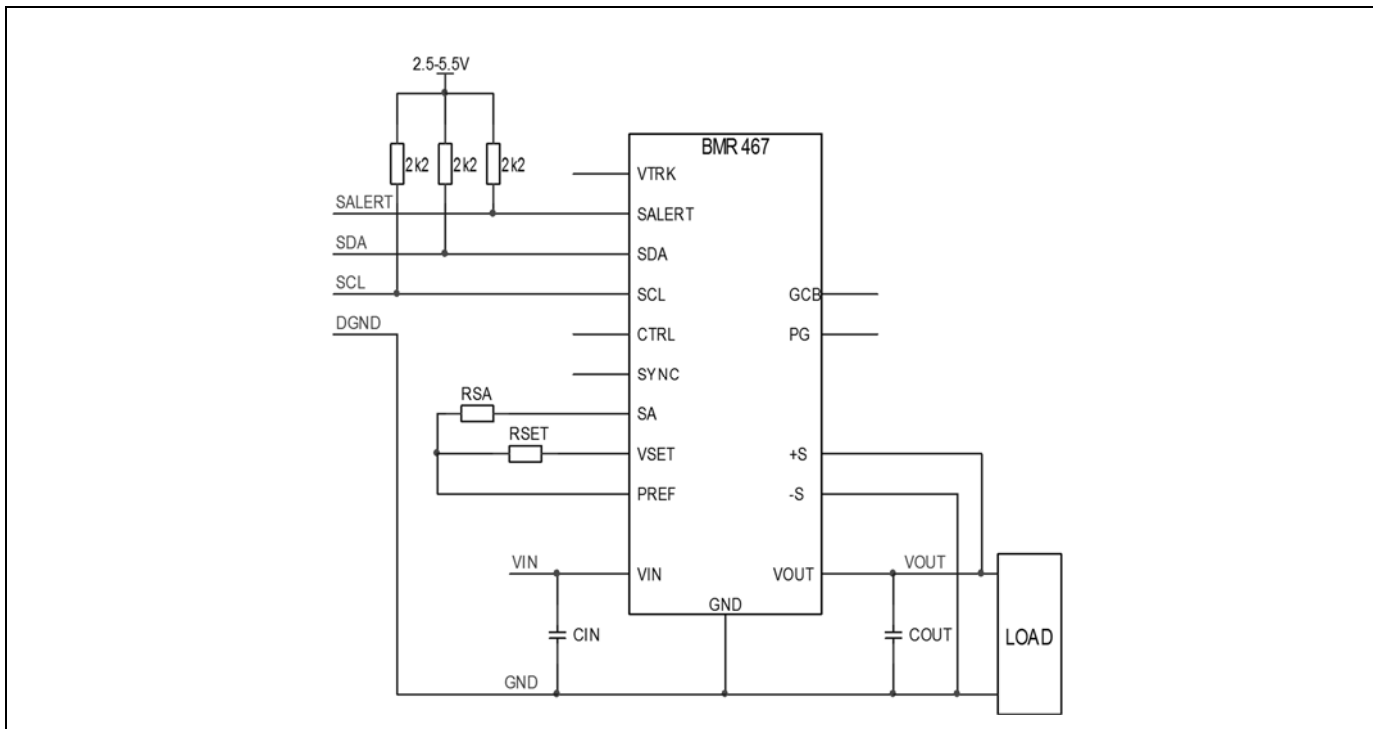 2.5-5.5V
BMR 467
2k2 2k2 2k2
VTRK
SALERT SALERT
SDA SDA
SCL SCL GCB
DGND CTRL PG
SYNC
RSA SA
RSET VSET +S
PREF -S
VIN VIN VOUT VOUT
GND
CIN COUT LOAD
GND